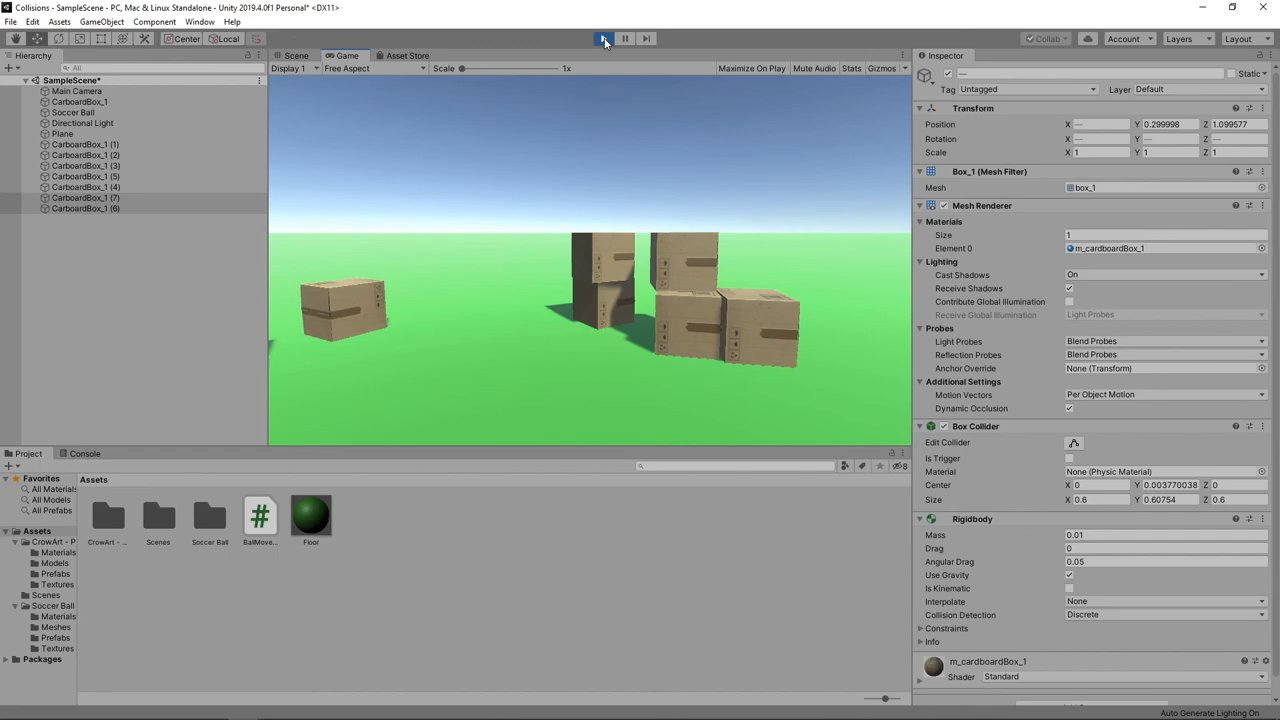 Collisions - SampleScene - PC, Mac & Linux Standalone - Unity 2019.4.0f1 Personal* <DX11>
File Edit Assets GameObject Component Window Help
Center Local Collab Account Layers Layout
Hierarchy Scene Game Asset Store Inspector
All Display 1 Free Aspect Scale 1x Maximize On Play Mute Audio Stats Gizmos
— Static
SampleScene*
Main Camera
CarboardBox_1
Soccer Ball
Directional Light
Plane
CarboardBox_1 (1)
CarboardBox_1 (2)
CarboardBox_1 (3)
CarboardBox_1 (5)
CarboardBox_1 (4)
CarboardBox_1 (7)
CarboardBox_1 (6)
Tag Untagged Layer Default
Transform
Position X — Y 0.299998 Z 1.099577
Rotation X — Y — Z —
Scale X 1 Y 1 Z 1
Box_1 (Mesh Filter)
Mesh box_1
Mesh Renderer
Materials
Size 1
Element 0 m_cardboardBox_1
Lighting
Cast Shadows On
Receive Shadows
Contribute Global Illumination
Receive Global Illumination Light Probes
Probes
Light Probes Blend Probes
Reflection Probes Blend Probes
Anchor Override None (Transform)
Additional Settings
Motion Vectors Per Object Motion
Dynamic Occlusion
Box Collider
Edit Collider
Is Trigger
Material None (Physic Material)
Center X 0 Y 0.003770038 Z 0
Size X 0.6 Y 0.60754 Z 0.6
Rigidbody
Mass 0.01
Drag 0
Angular Drag 0.05
Use Gravity
Is Kinematic
Interpolate None
Collision Detection Discrete
Constraints
Info
m_cardboardBox_1
Shader Standard
Project Console
8
Favorites
All Materials
All Models
All Prefabs
Assets
CrowArt - P
Materials
Models
Prefabs
Textures
Scenes
Soccer Ball
Materials
Meshes
Prefabs
Textures
Packages
Assets
CrowArt - ... Scenes Soccer Ball BallMove... Floor
#
Auto Generate Lighting On